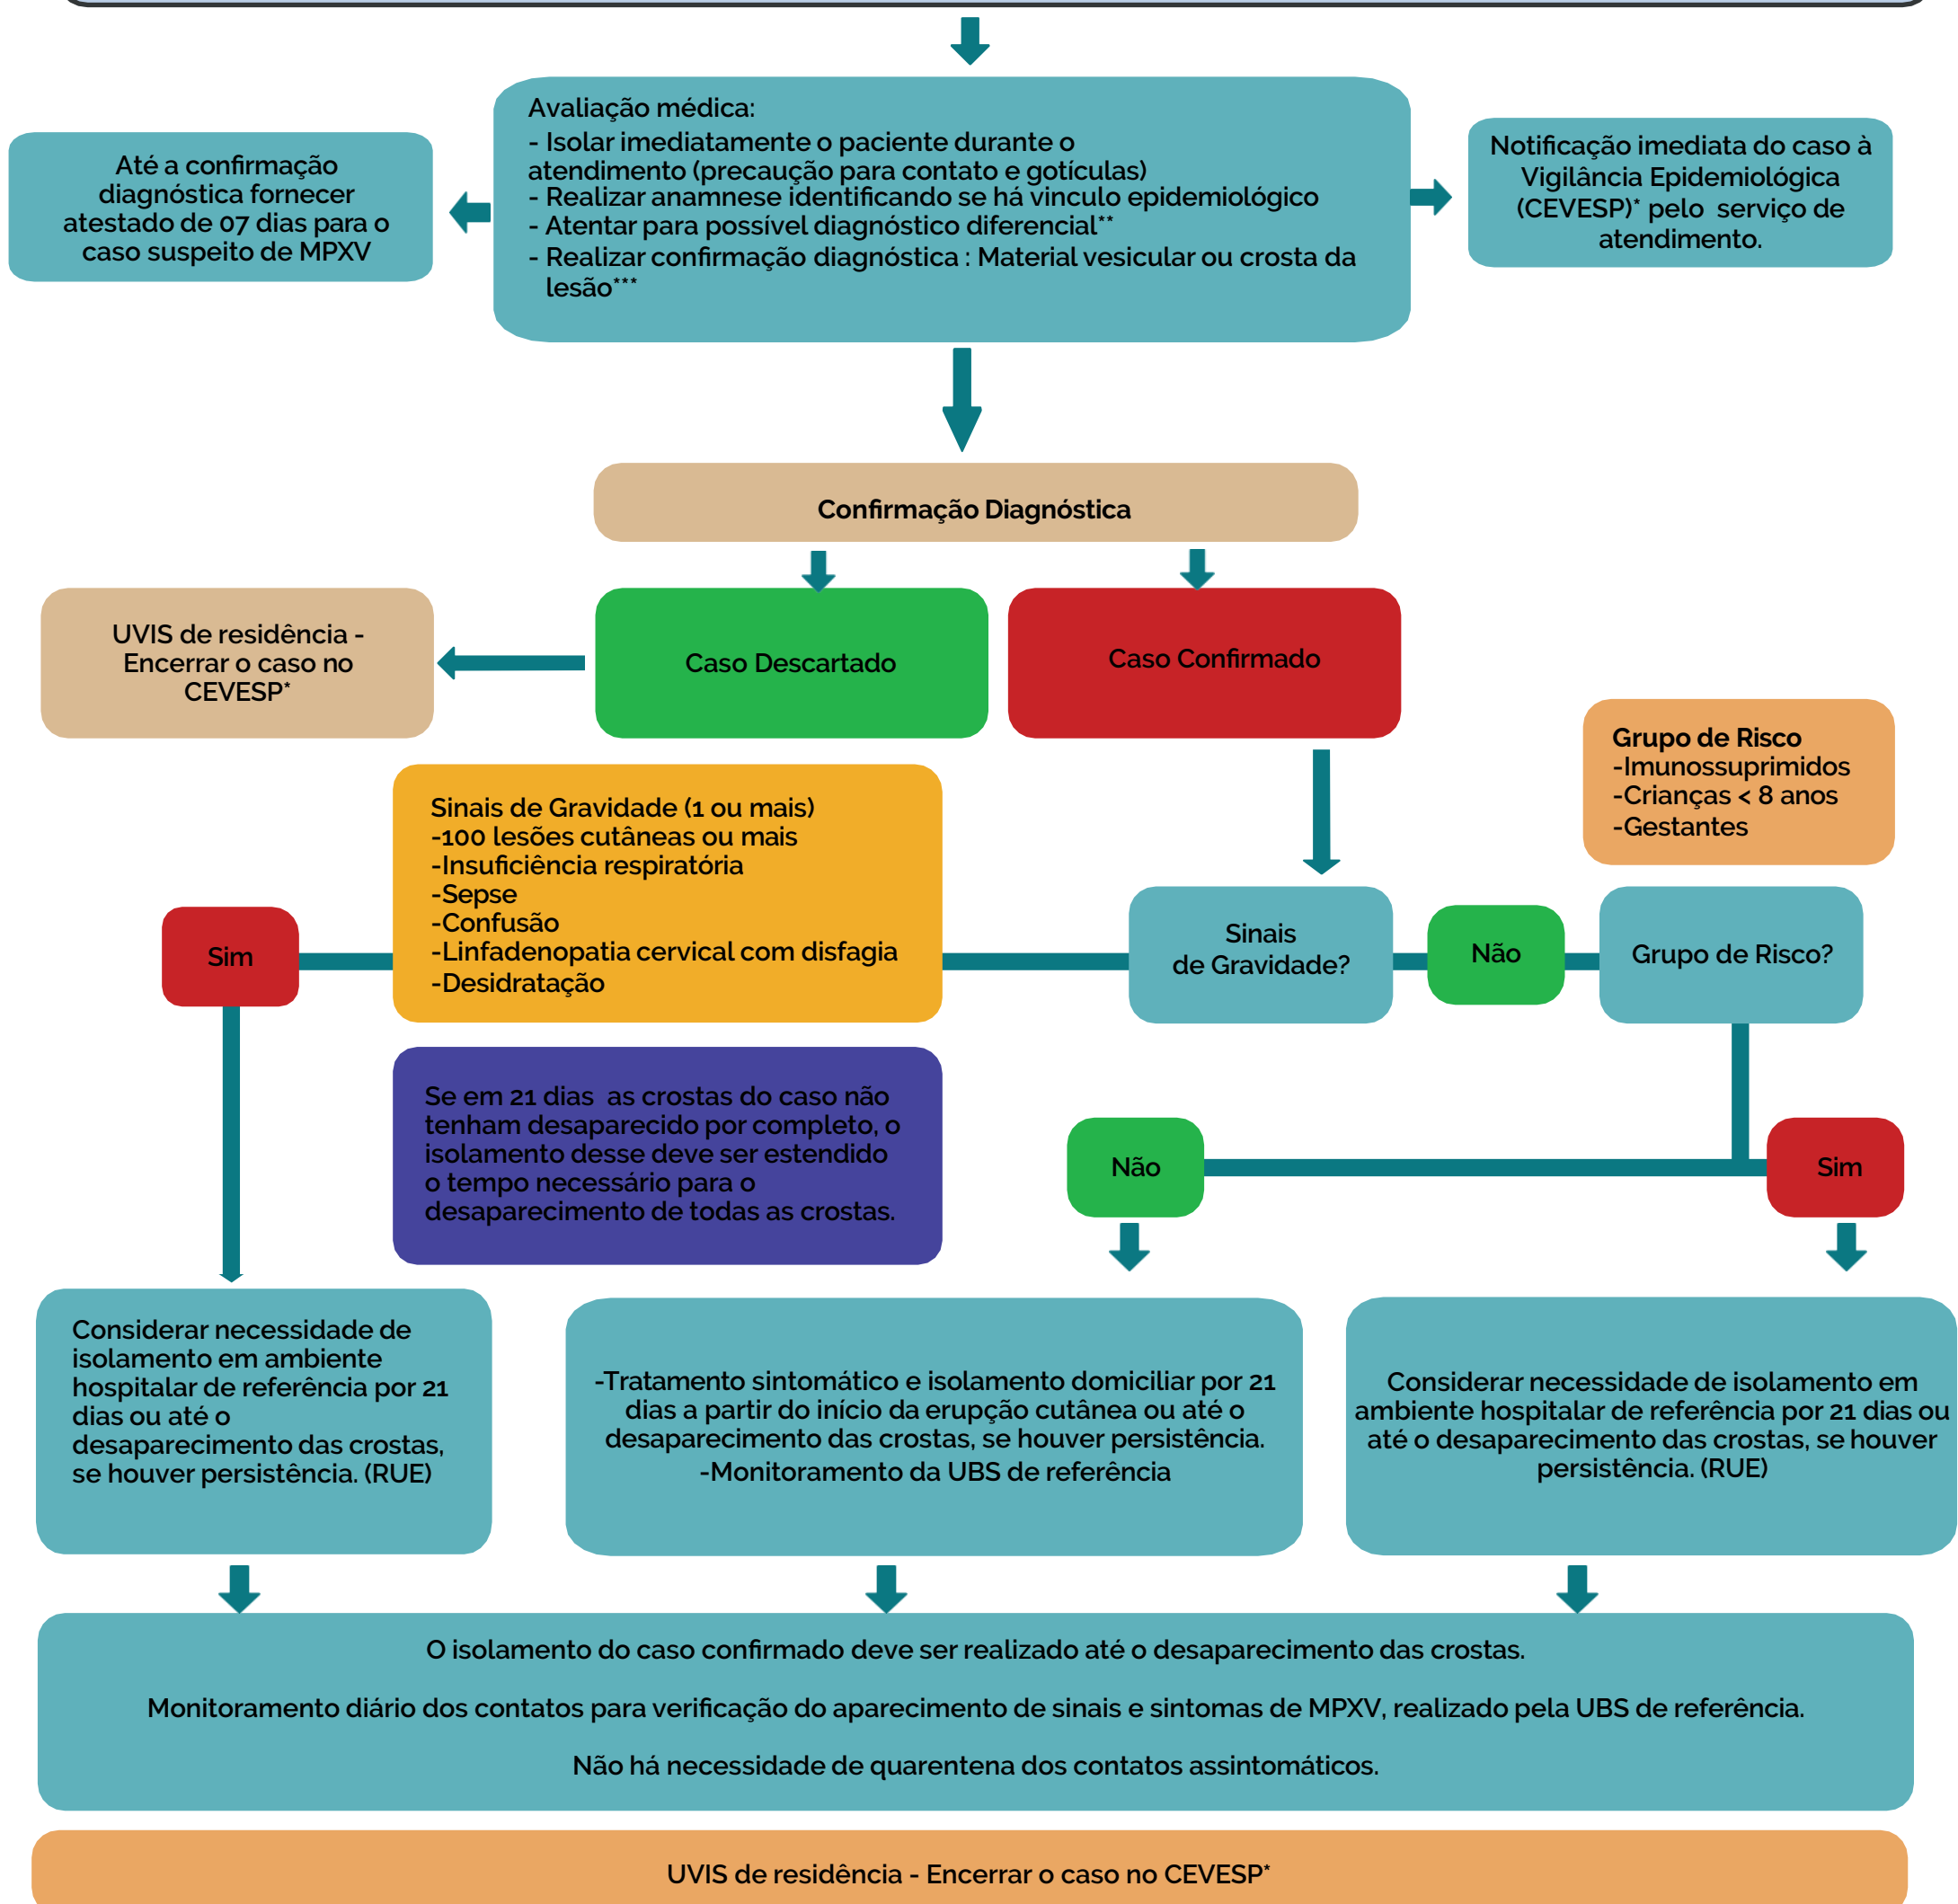 Avaliação médica:
- Isolar imediatamente o paciente durante o
atendimento (precaução para contato e gotículas)
- Realizar anamnese identificando se há vinculo epidemiológico
- Atentar para possível diagnóstico diferencial**
- Realizar confirmação diagnóstica : Material vesicular ou crosta da
lesão***
Até a confirmação
diagnóstica fornecer
atestado de 07 dias para o
caso suspeito de MPXV
Notificação imediata do caso à
Vigilância Epidemiológica
(CEVESP)* pelo serviço de
atendimento.
Confirmação Diagnóstica
UVIS de residência -
Encerrar o caso no
CEVESP*
Caso Descartado
Caso Confirmado
Grupo de Risco
-Imunossuprimidos
-Crianças < 8 anos
-Gestantes
Sinais de Gravidade (1 ou mais)
-100 lesões cutâneas ou mais
-Insuficiência respiratória
-Sepse
-Confusão
-Linfadenopatia cervical com disfagia
-Desidratação
Sim
Sinais
de Gravidade?
Não
Grupo de Risco?
Se em 21 dias as crostas do caso não
tenham desaparecido por completo, o
isolamento desse deve ser estendido
o tempo necessário para o
desaparecimento de todas as crostas.
Não
Sim
Considerar necessidade de
isolamento em ambiente
hospitalar de referência por 21
dias ou até o
desaparecimento das crostas,
se houver persistência. (RUE)
-Tratamento sintomático e isolamento domiciliar por 21
dias a partir do início da erupção cutânea ou até o
desaparecimento das crostas, se houver persistência.
-Monitoramento da UBS de referência
Considerar necessidade de isolamento em
ambiente hospitalar de referência por 21 dias ou
até o desaparecimento das crostas, se houver
persistência. (RUE)
O isolamento do caso confirmado deve ser realizado até o desaparecimento das crostas.
Monitoramento diário dos contatos para verificação do aparecimento de sinais e sintomas de MPXV, realizado pela UBS de referência.
Não há necessidade de quarentena dos contatos assintomáticos.
UVIS de residência - Encerrar o caso no CEVESP*